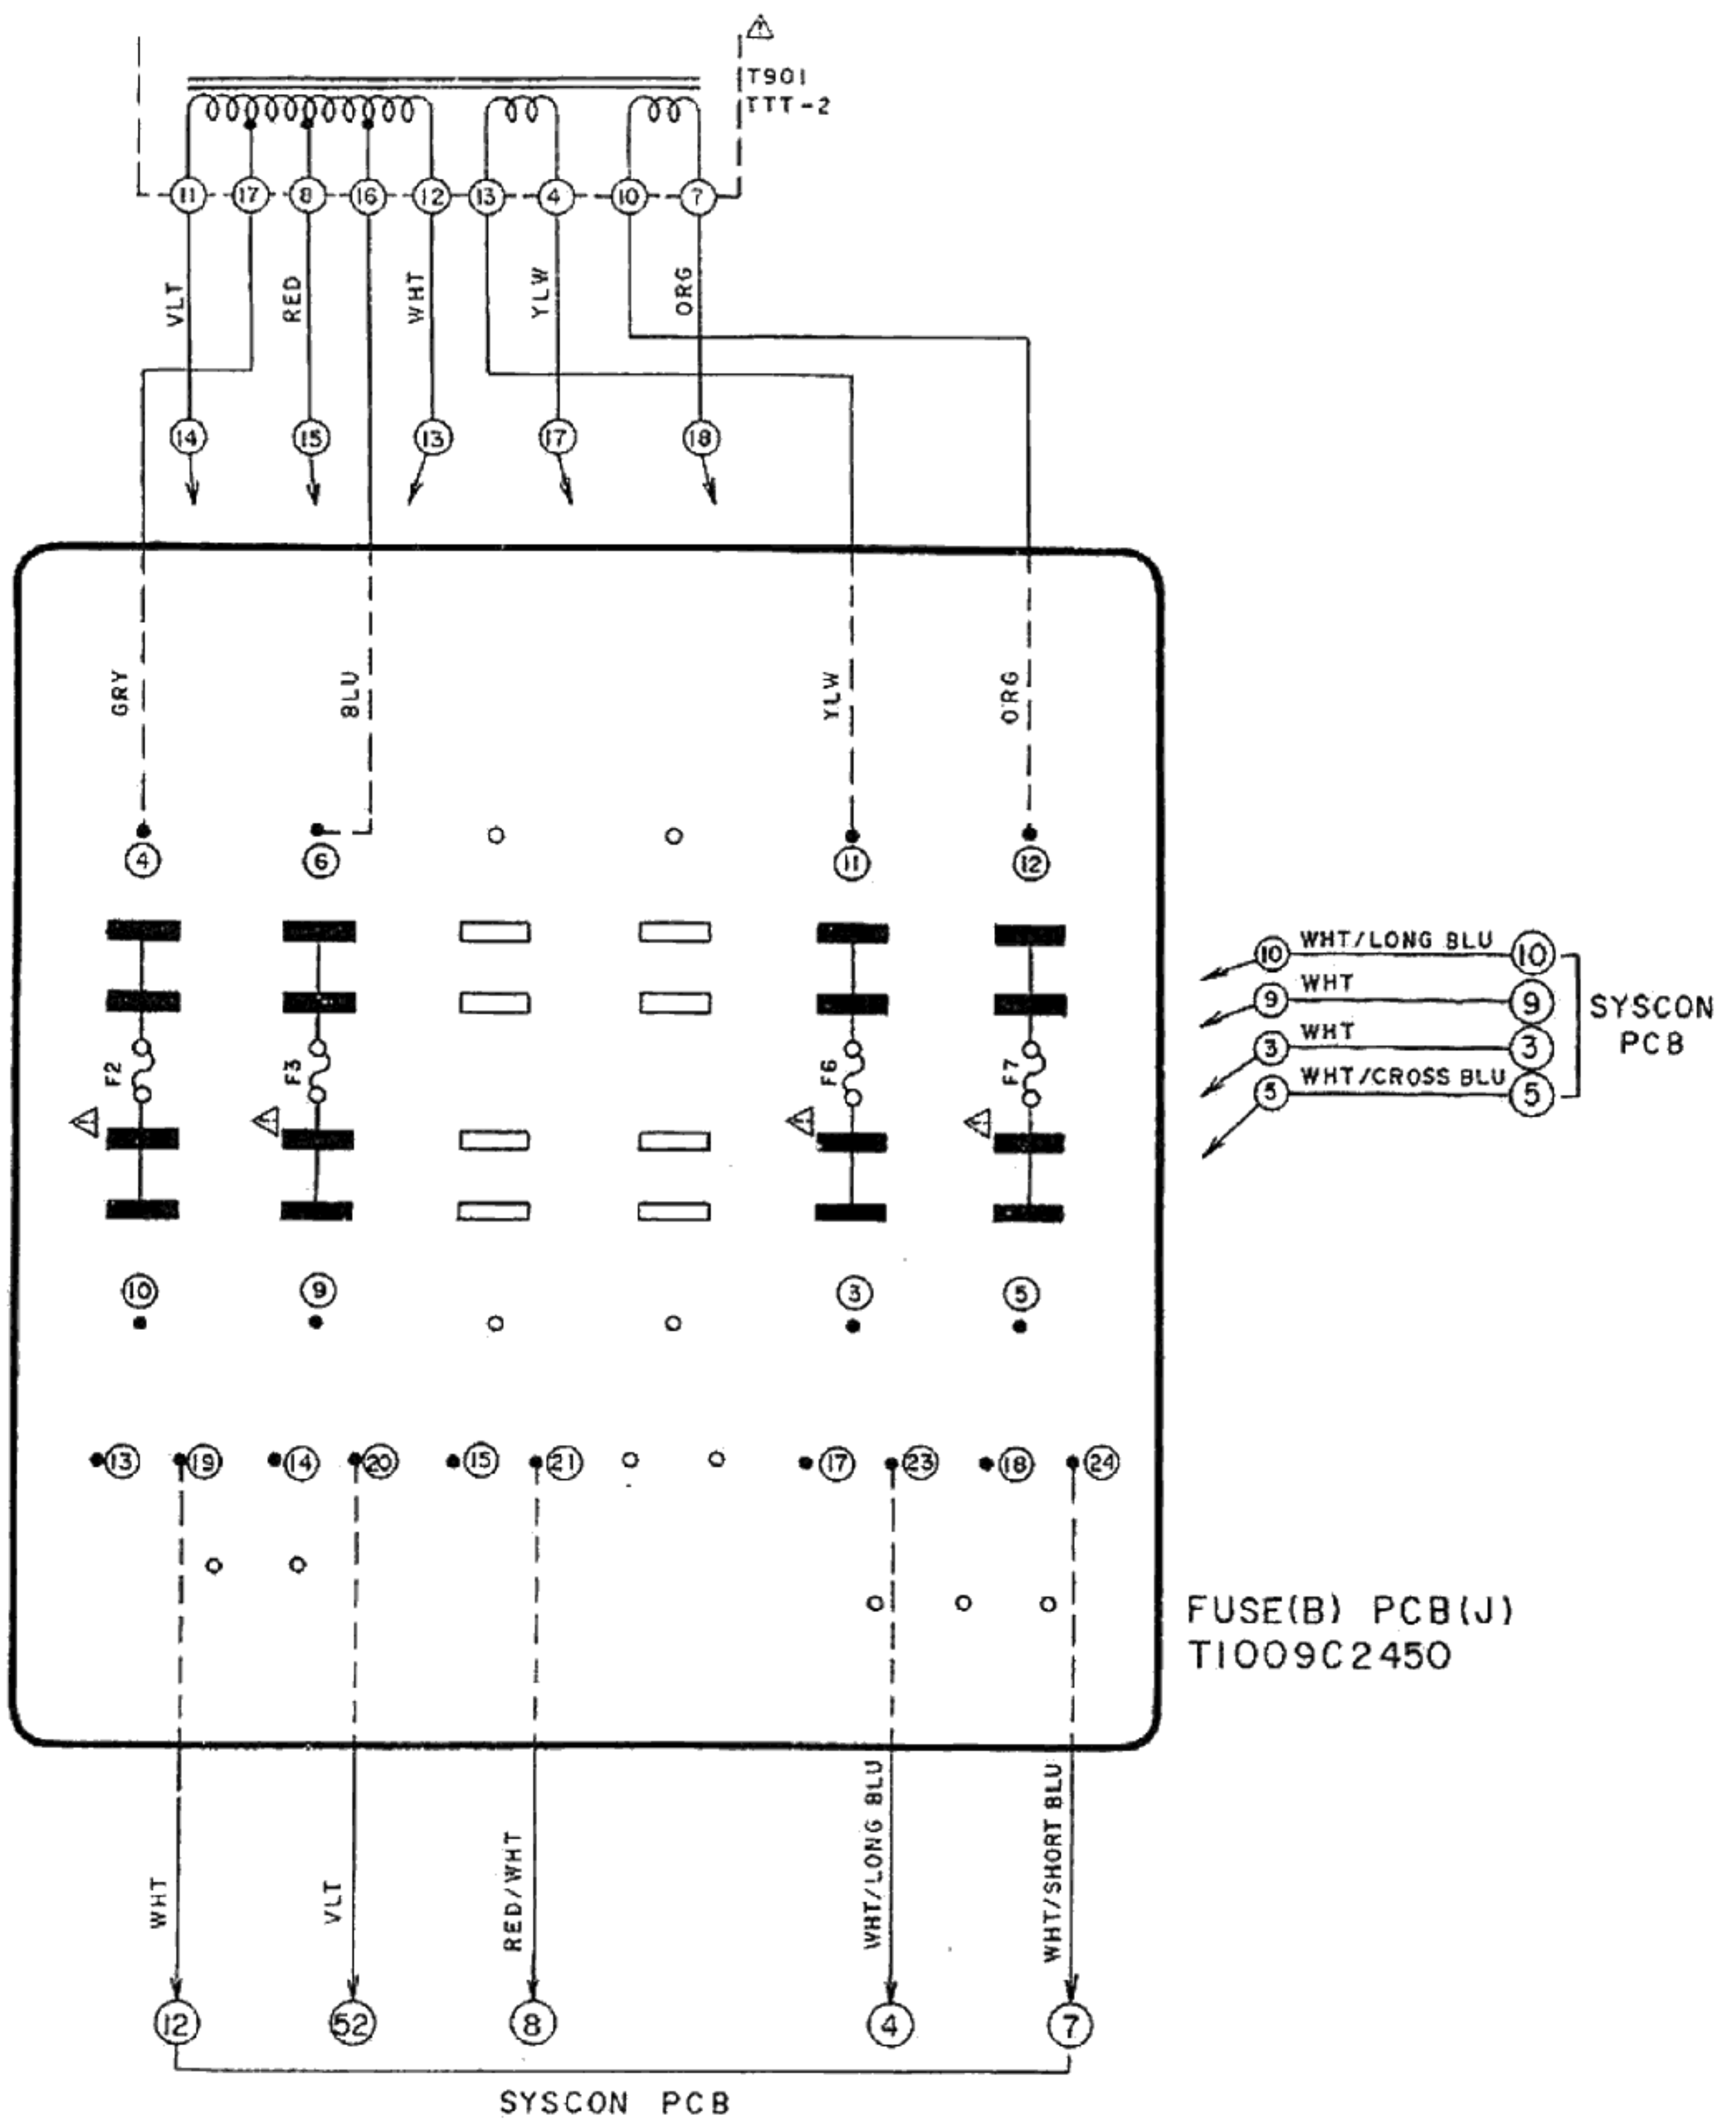 T901
TTT-2
11 17 8 16 12 13 4 10 7
VLT RED WHT YLW ORG
14 15 13 17 18
GRY BLU YLW ORG
4 6 11 12
10 WHT/LONG BLU 10
9 WHT 9
3 WHT 3
5 WHT/CROSS BLU 5
SYSCON
PCB
F2 F3 F6 F7
10 9 3 5
13 19 14 20 15 21 17 23 18 24
FUSE(B) PCB(J)
T1009C2450
WHT VLT RED/WHT WHT/LONG BLU WHT/SHORT BLU
12 52 8 4 7
SYSCON PCB